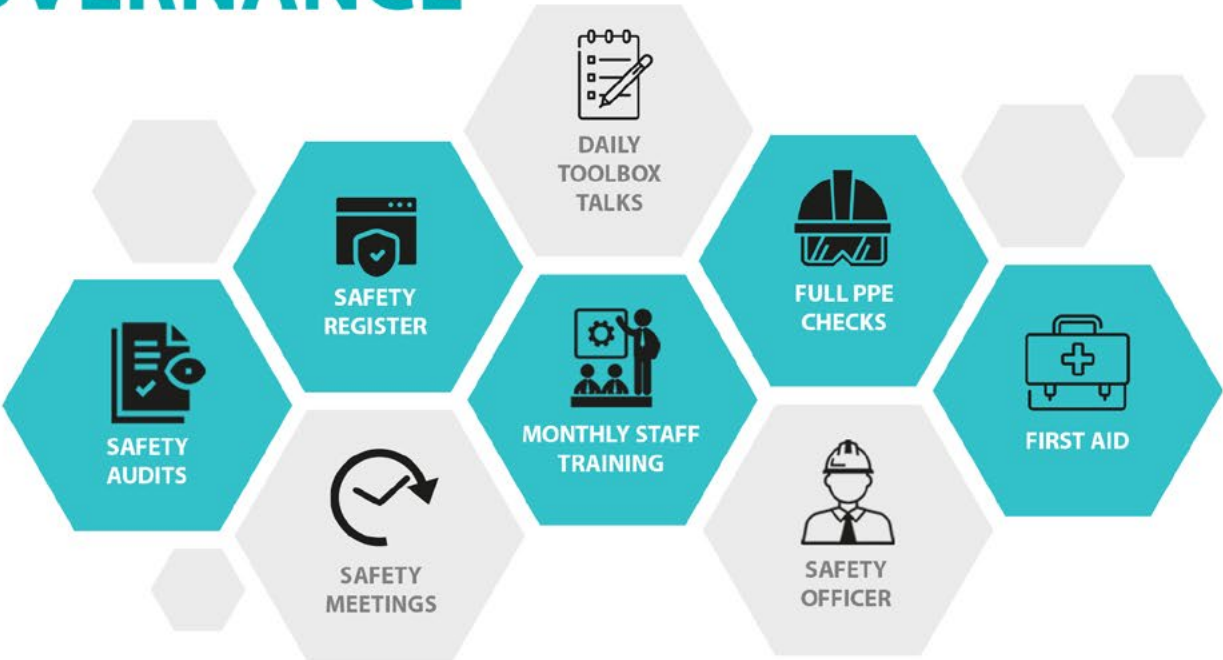 OVERNANCE
DAILY
TOOLBOX
TALKS
SAFETY
REGISTER
FULL PPE
CHECKS
SAFETY
AUDITS
MONTHLY STAFF
TRAINING
FIRST AID
SAFETY
MEETINGS
SAFETY
OFFICER